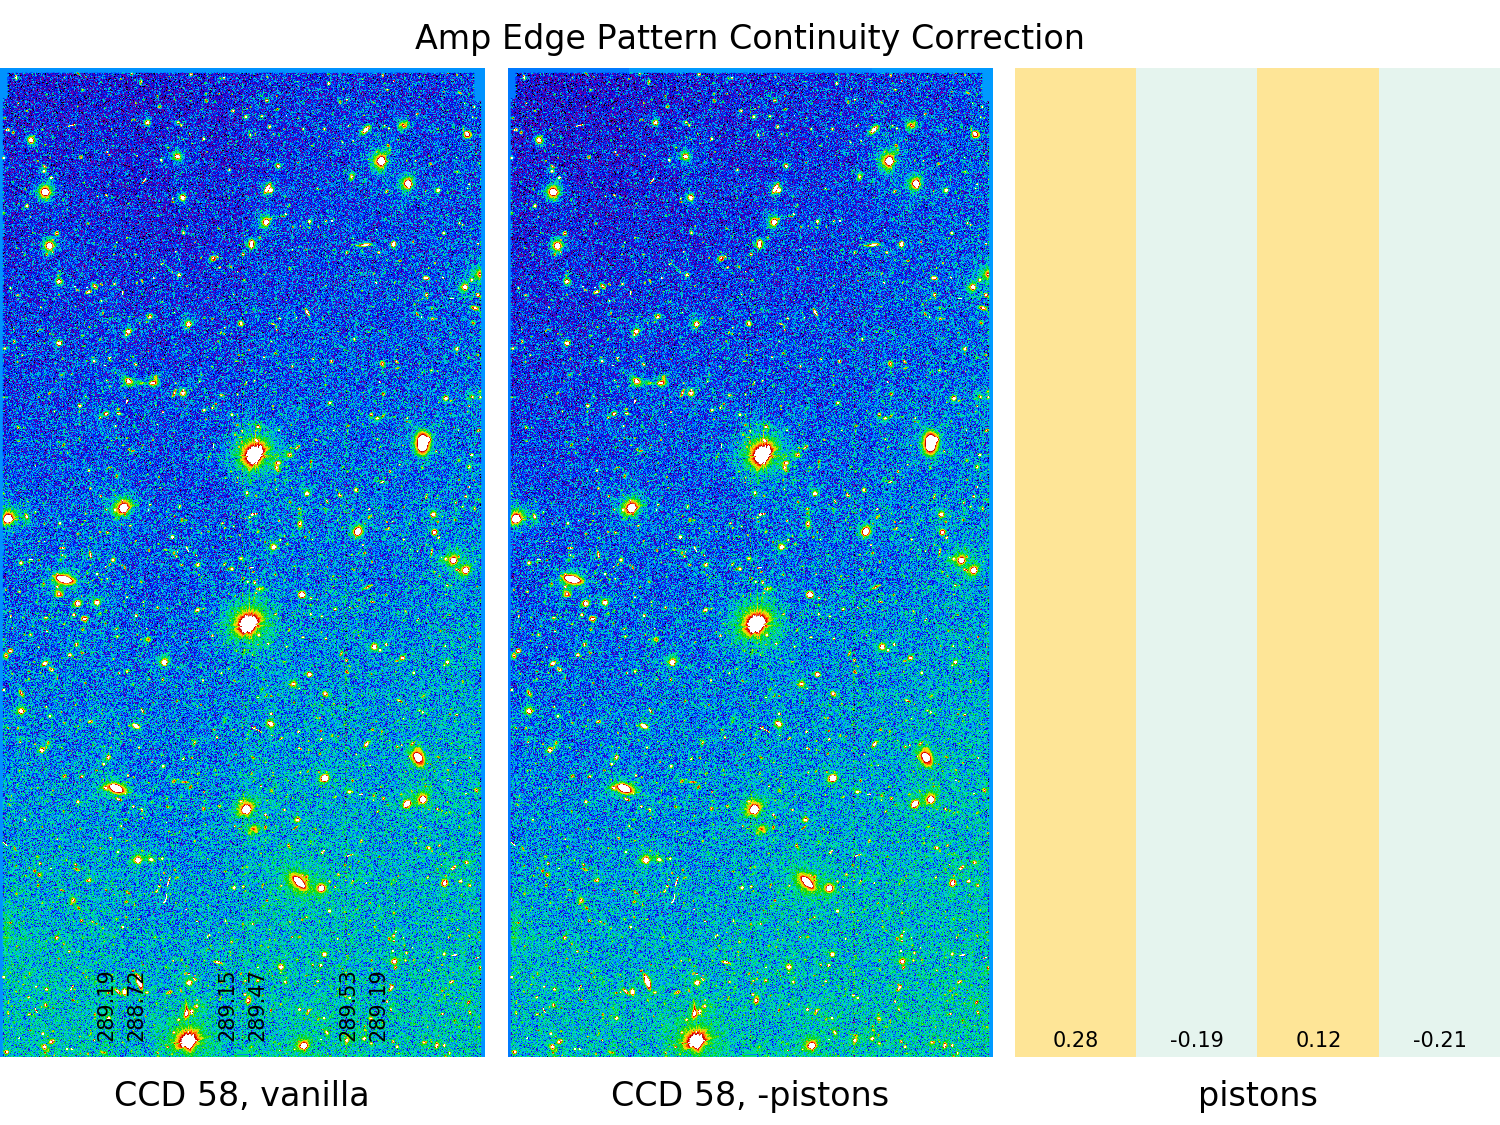 Amp Edge Pattern Continuity Correction
289.19
288.72
289.15
289.47
289.53
289.19
0.28 -0.19 0.12 -0.21
CCD 58, vanilla
CCD 58, -pistons
pistons